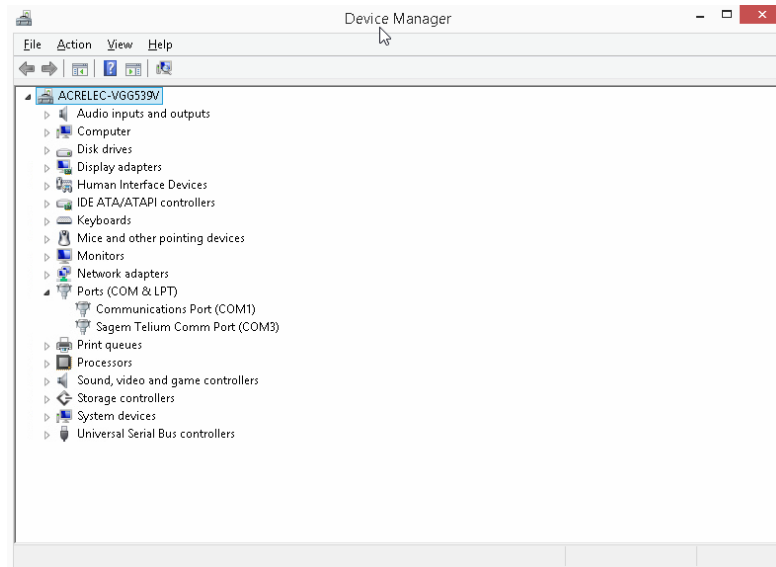 Device Manager
File Action View Help
ACRELEC-VGG539V
Audio inputs and outputs
Computer
Disk drives
Display adapters
Human Interface Devices
IDE ATA/ATAPI controllers
Keyboards
Mice and other pointing devices
Monitors
Network adapters
Ports (COM & LPT)
Communications Port (COM1)
Sagem Telium Comm Port (COM3)
Print queues
Processors
Sound, video and game controllers
Storage controllers
System devices
Universal Serial Bus controllers